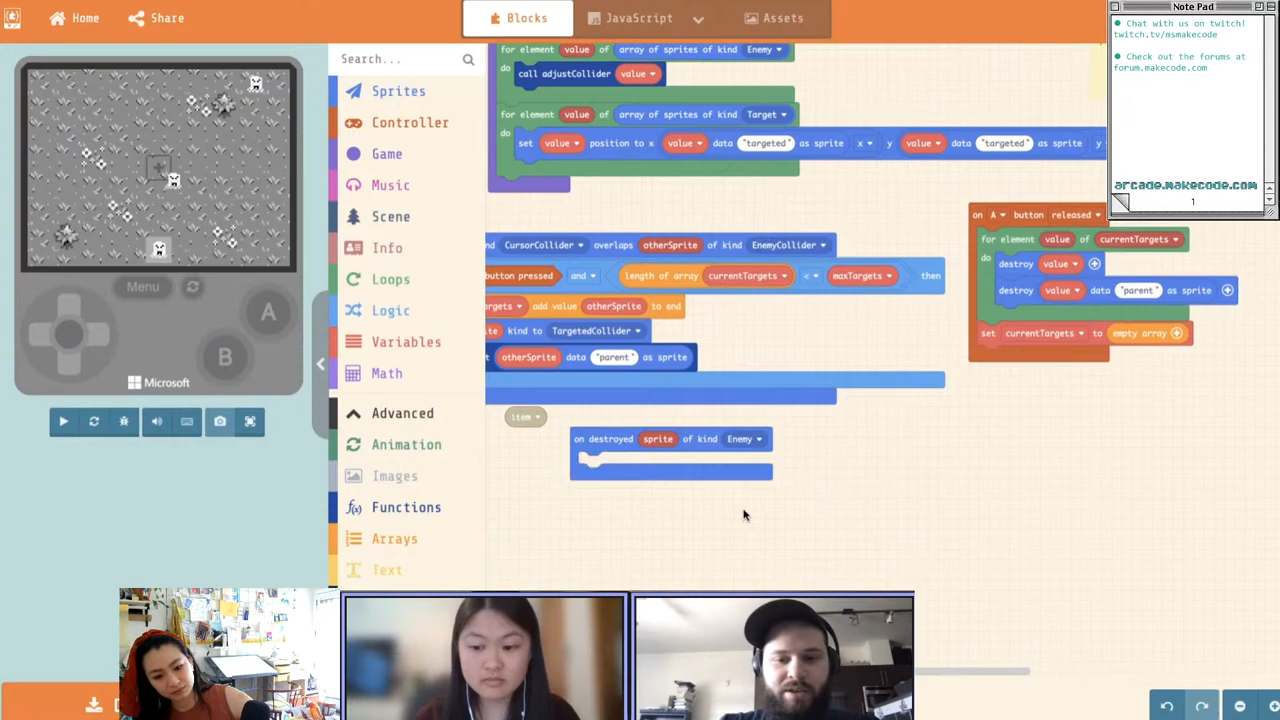 Home
Share
Blocks
JavaScript
Assets
Note Pad
● Chat with us on twitch!
twitch.tv/msmakecode
● Check out the forums at
forum.makecode.com
arcade.makecode.com
1
Menu
A
B
Microsoft
Search...
Sprites
Controller
Game
Music
Scene
Info
Loops
Logic
Variables
Math
Advanced
Animation
Images
Functions
Arrays
Text
for element value of array of sprites of kind Enemy
do call adjustCollider value
for element value of array of sprites of kind Target
do set value position to x value data "targeted" as sprite x y value data "targeted" as sprite y
CursorCollider overlaps otherSprite of kind EnemyCollider
button pressed and length of array currentTargets < maxTargets then
add value otherSprite to end
kind to TargetedCollider
otherSprite data "parent" as sprite
item
on destroyed sprite of kind Enemy
on A button released
for element value of currentTargets
do destroy value
destroy value data "parent" as sprite
set currentTargets to empty array